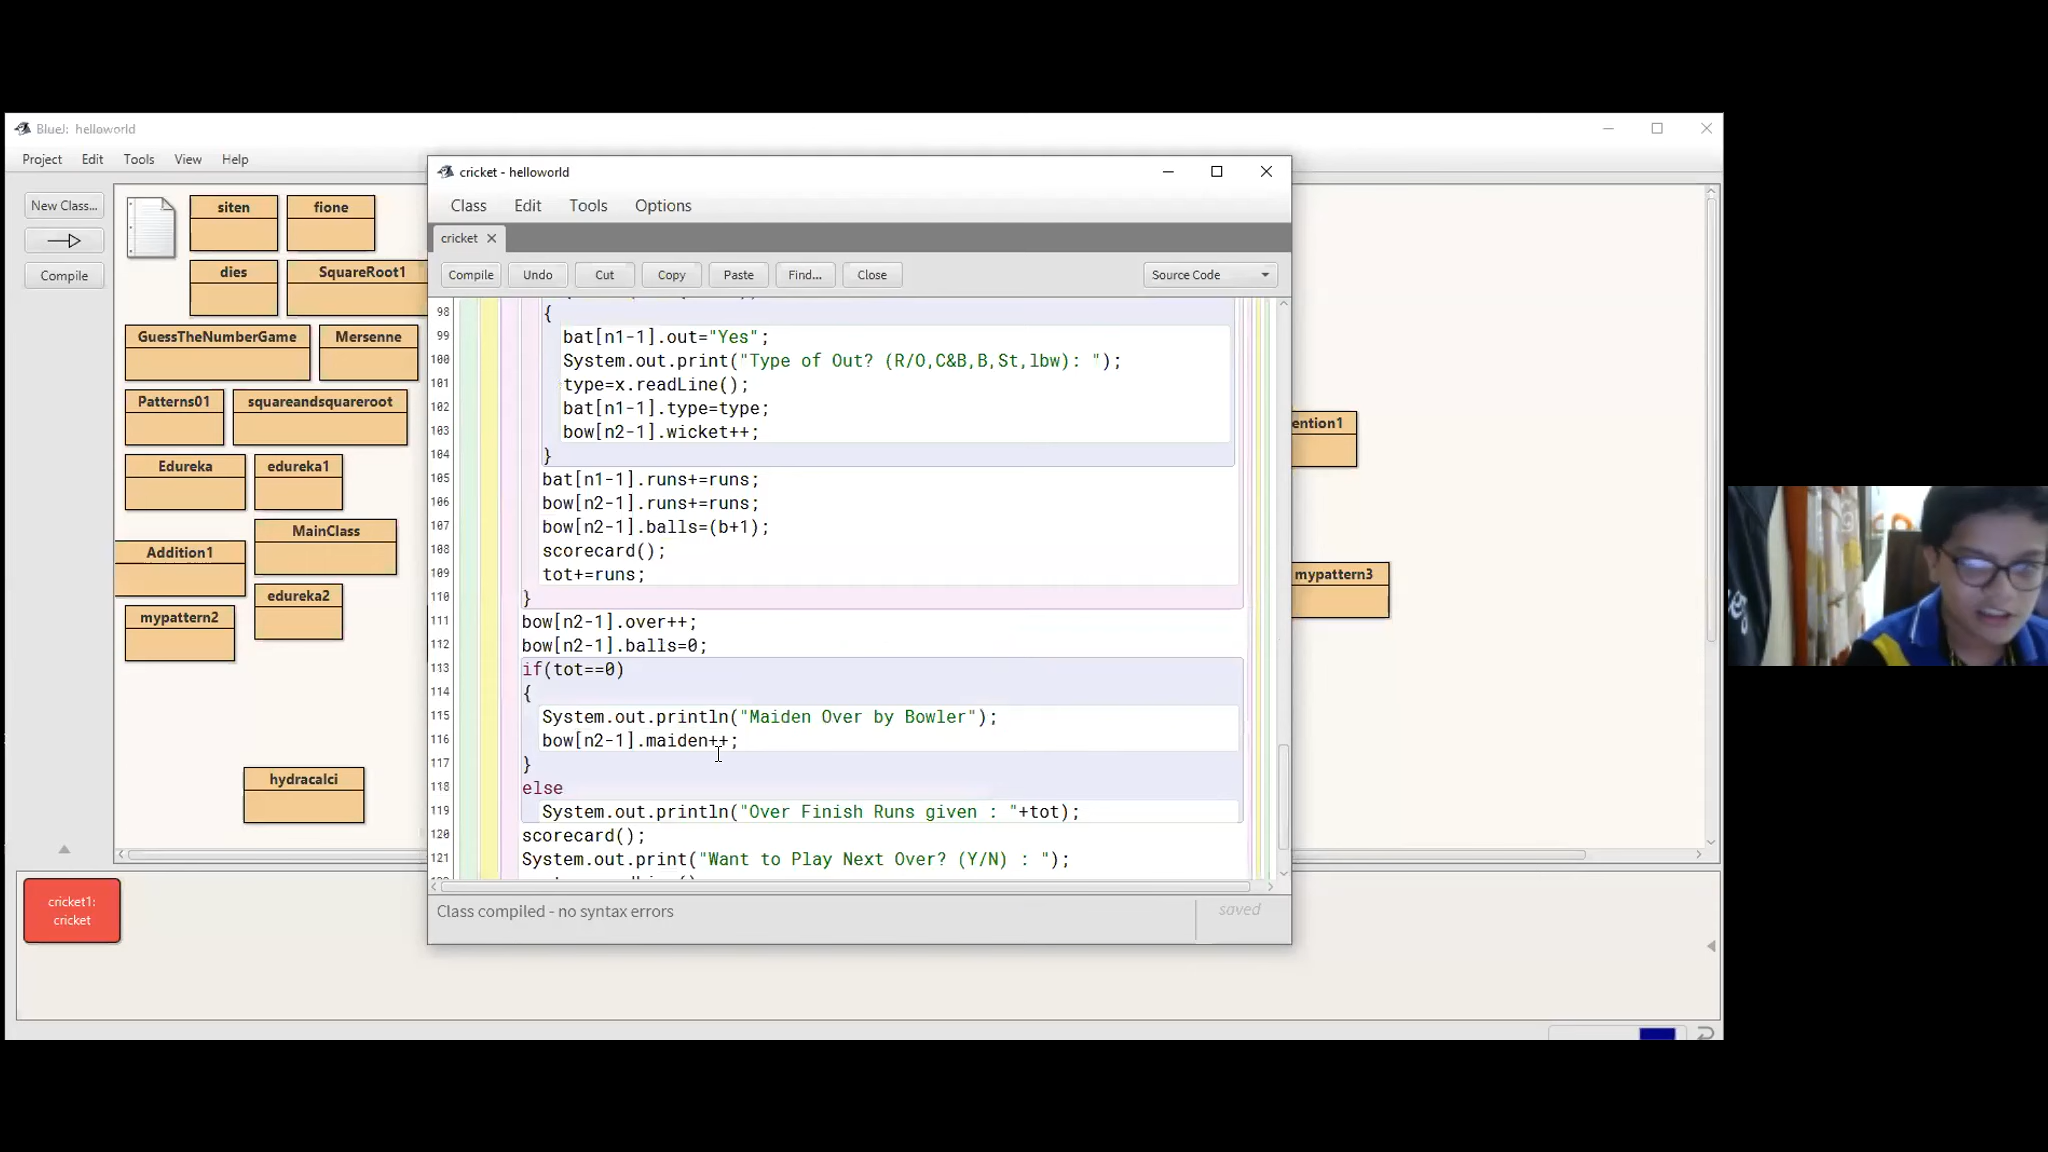 BlueJ: helloworld
Project Edit Tools View Help
New Class...
Compile
siten
fione
dies
SquareRoot1
GuessTheNumberGame
Mersenne
Patterns01
squareandsquareroot
Edureka
edureka1
MainClass
Addition1
edureka2
mypattern2
hydracalci
ention1
mypattern3
cricket1:
cricket
cricket - helloworld
Class Edit Tools Options
cricket
Compile Undo Cut Copy Paste Find... Close Source Code
98 {
99 bat[n1-1].out="Yes";
100 System.out.print("Type of Out? (R/O,C&B,B,St,lbw): ");
101 type=x.readLine();
102 bat[n1-1].type=type;
103 bow[n2-1].wicket++;
104 }
105 bat[n1-1].runs+=runs;
106 bow[n2-1].runs+=runs;
107 bow[n2-1].balls=(b+1);
108 scorecard();
109 tot+=runs;
110 }
111 bow[n2-1].over++;
112 bow[n2-1].balls=0;
113 if(tot==0)
114 {
115 System.out.println("Maiden Over by Bowler");
116 bow[n2-1].maiden++;
117 }
118 else
119 System.out.println("Over Finish Runs given : "+tot);
120 scorecard();
121 System.out.print("Want to Play Next Over? (Y/N) : ");
Class compiled - no syntax errors
saved